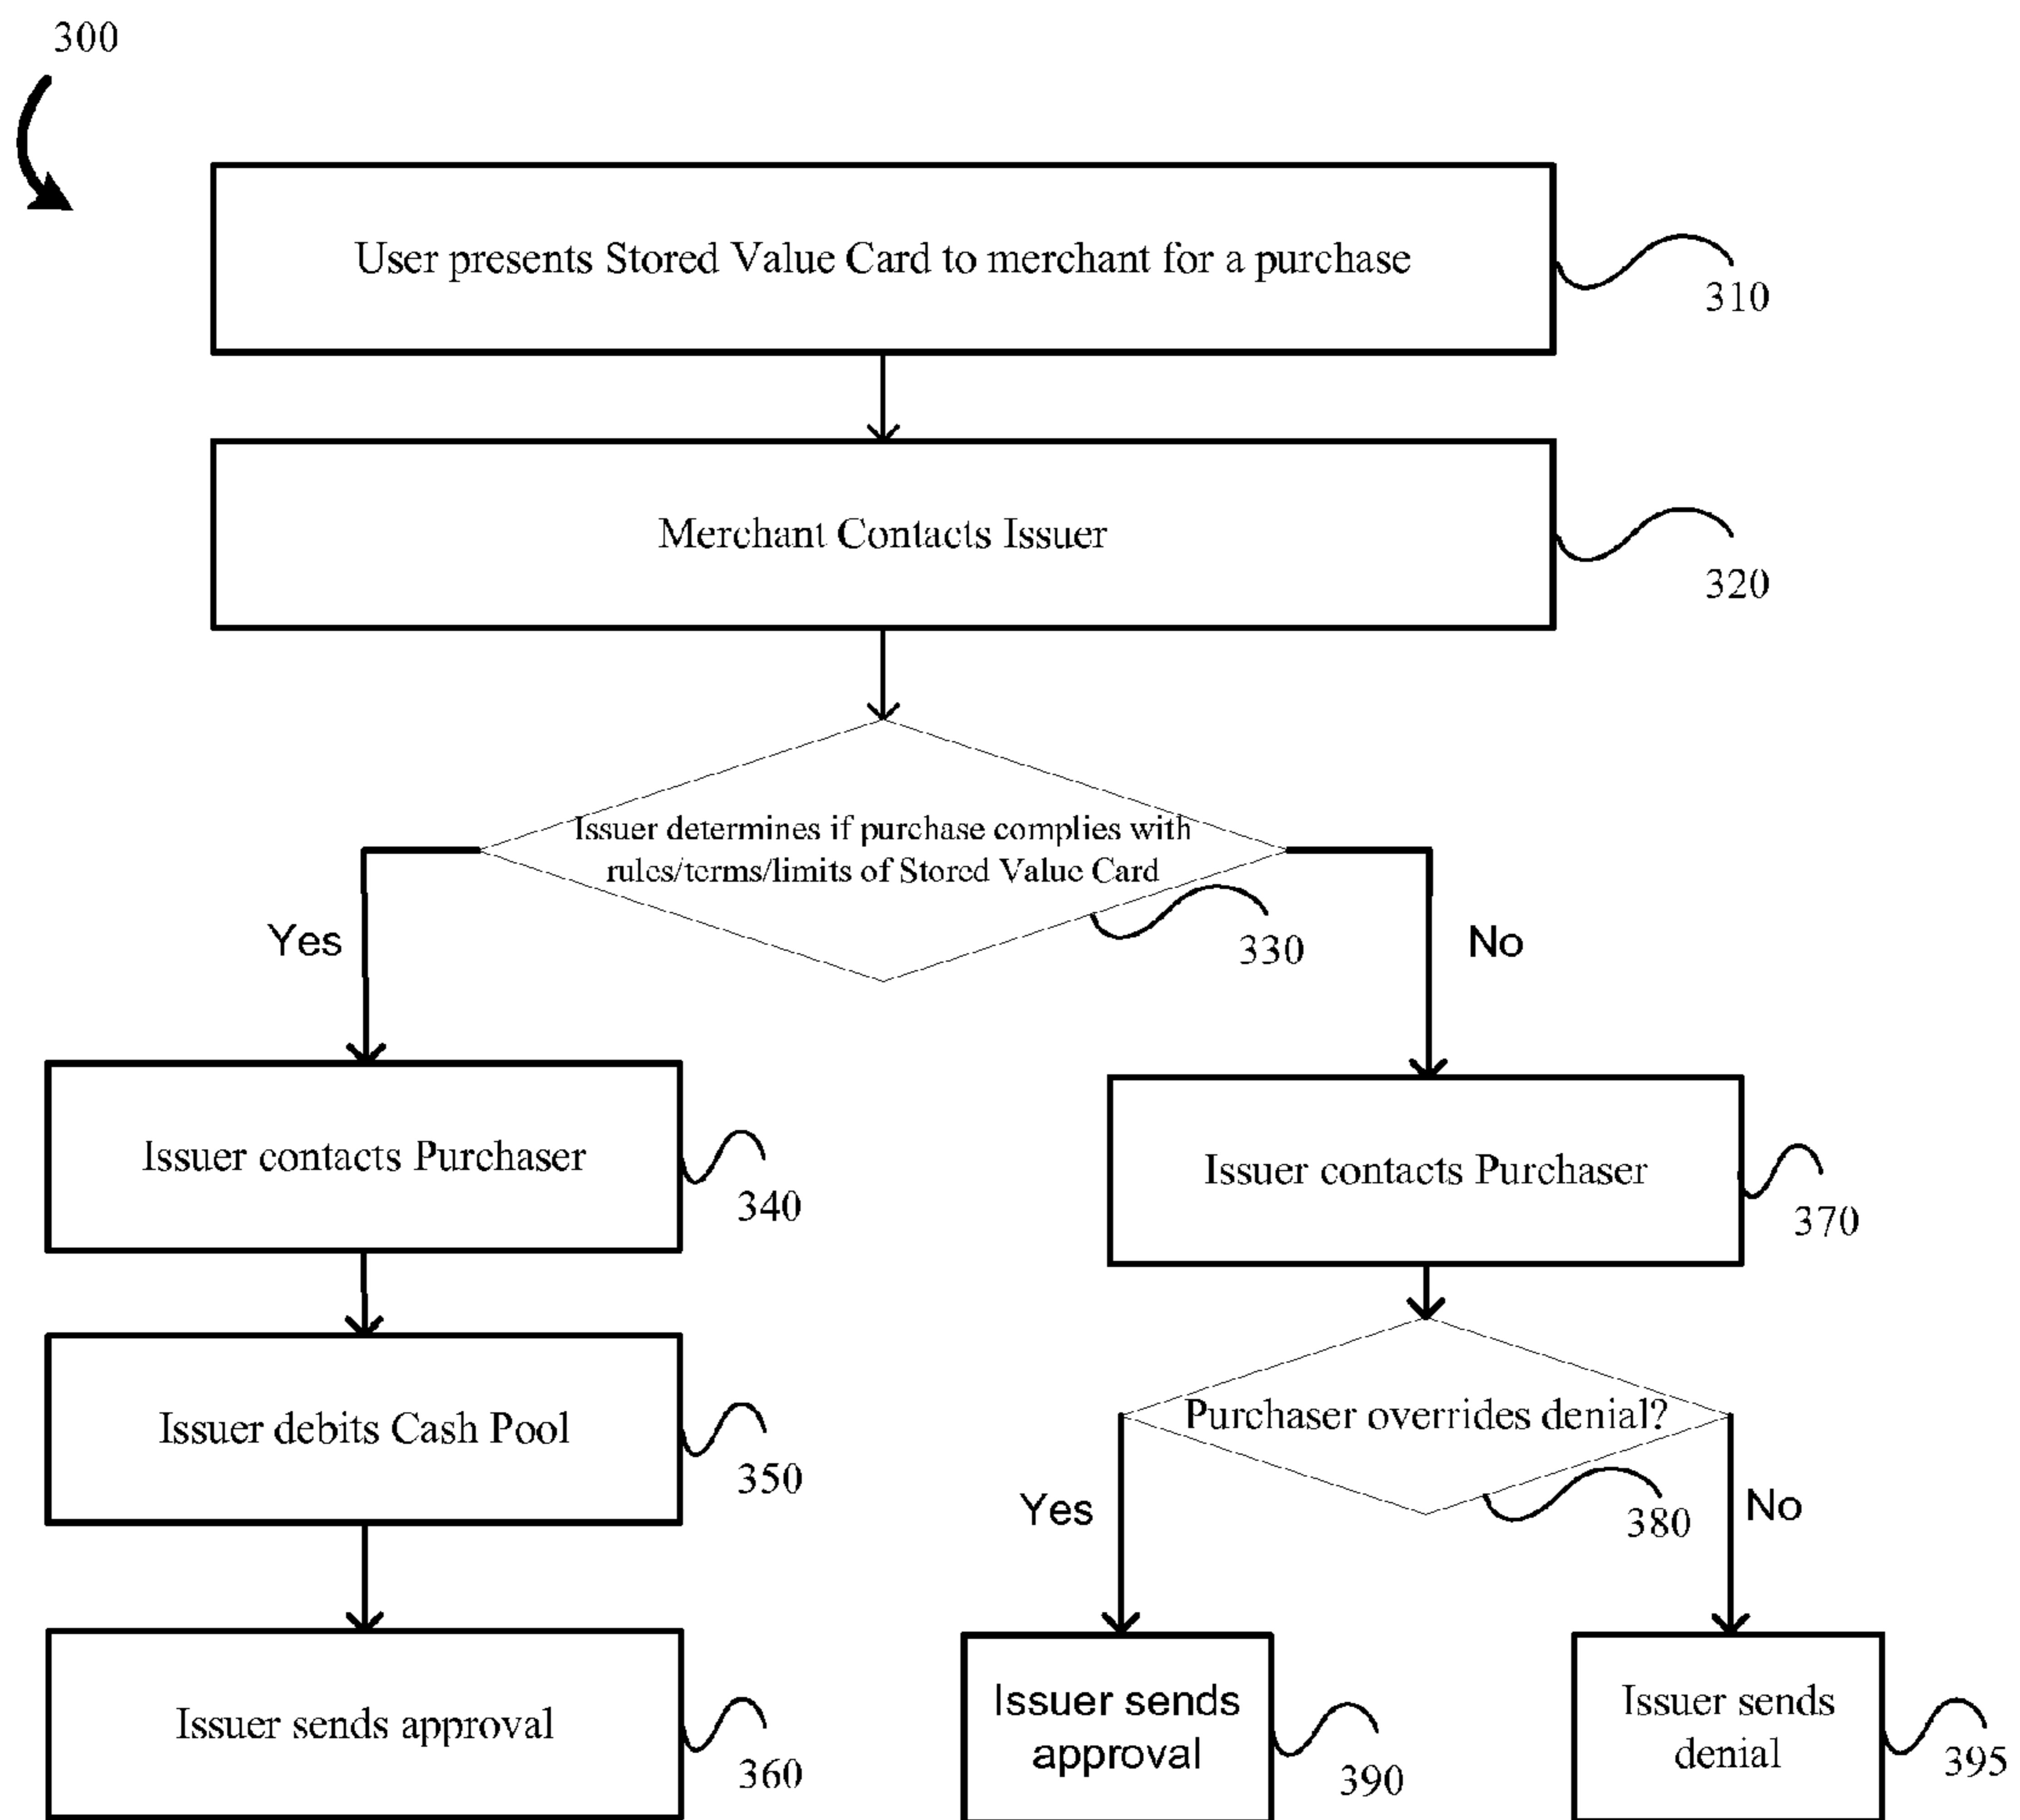 300
User presents Stored Value Card to merchant for a purchase
310
Merchant Contacts Issuer
320
Issuer determines if purchase complies with
rules/terms/limits of Stored Value Card
330
Yes
No
Issuer contacts Purchaser
340
Issuer contacts Purchaser
370
Issuer debits Cash Pool
350
Purchaser overrides denial?
380
Yes
No
Issuer sends approval
360
Issuer sends
approval
390
Issuer sends
denial
395